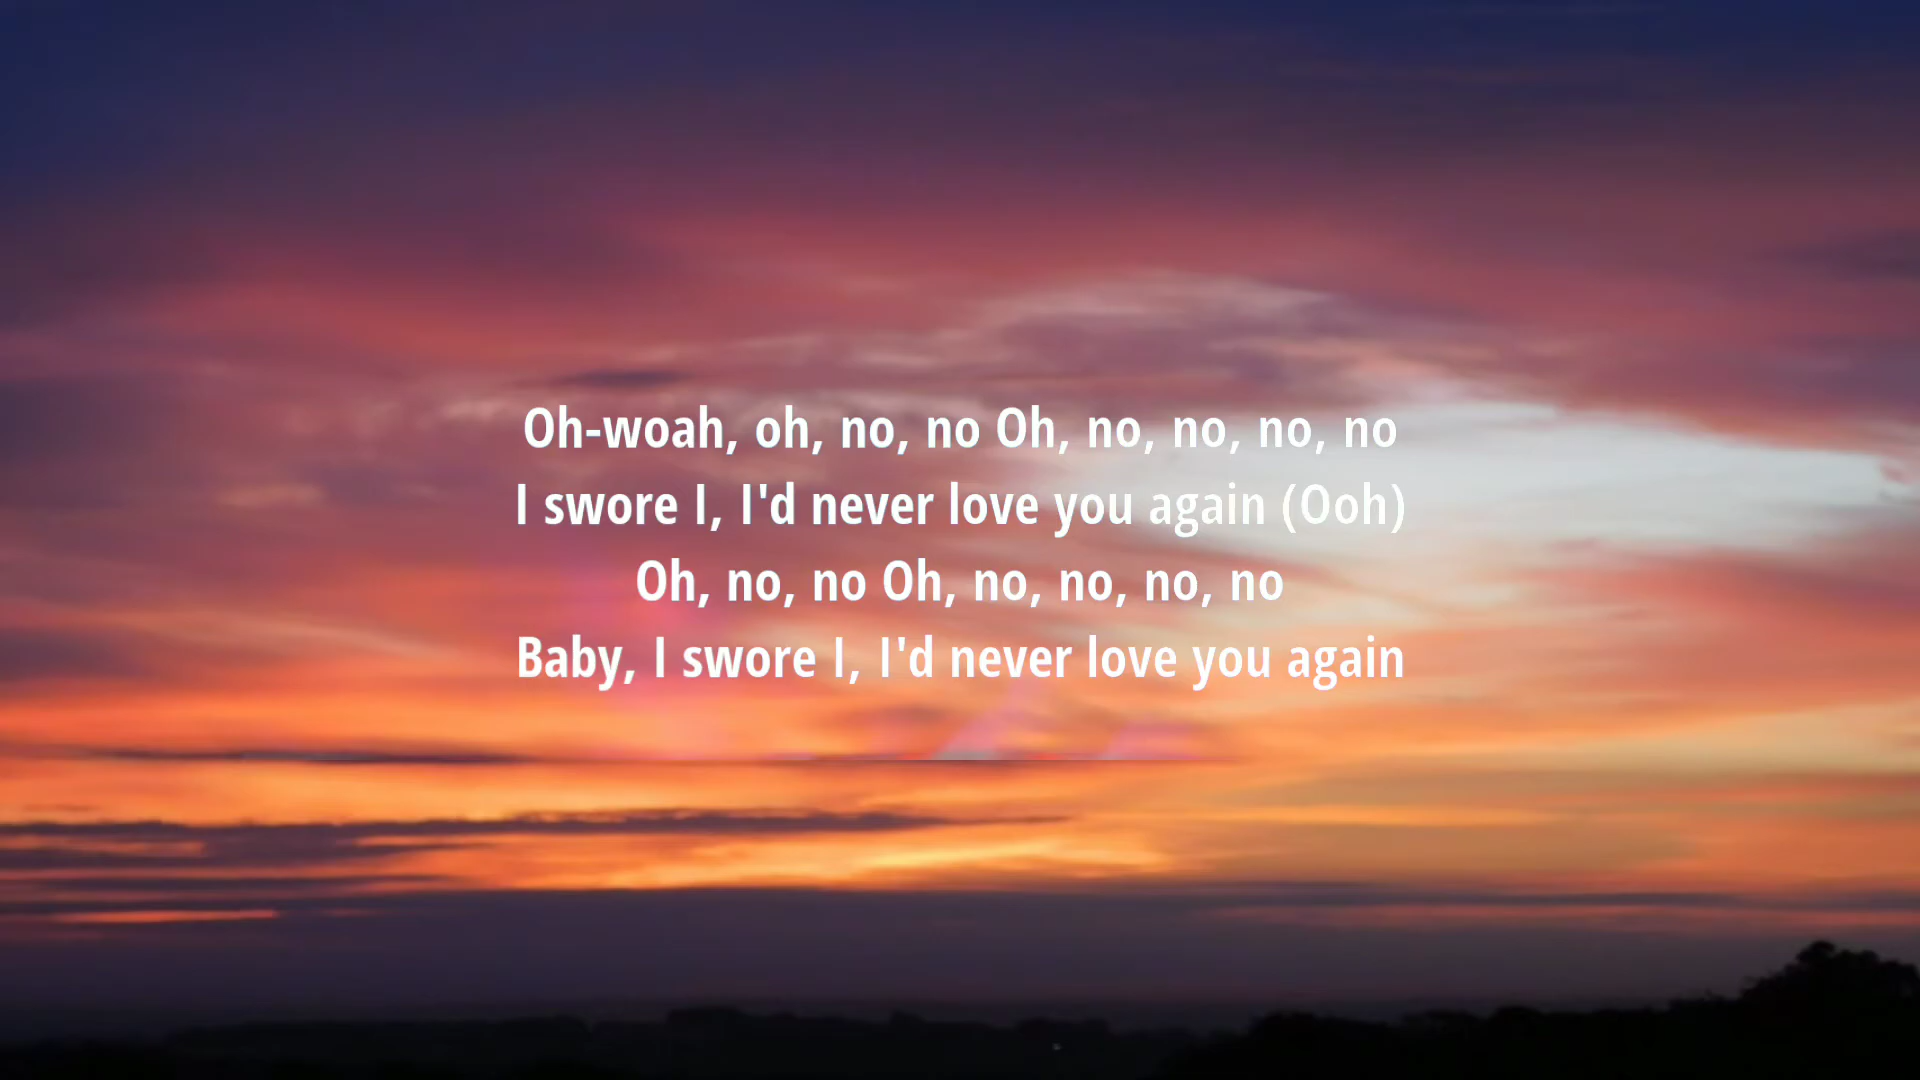 Oh-woah, oh, no, no Oh, no, no, no, no
I swore I, I'd never love you again (Ooh)
Oh, no, no Oh, no, no, no, no
Baby, I swore I, I'd never love you again